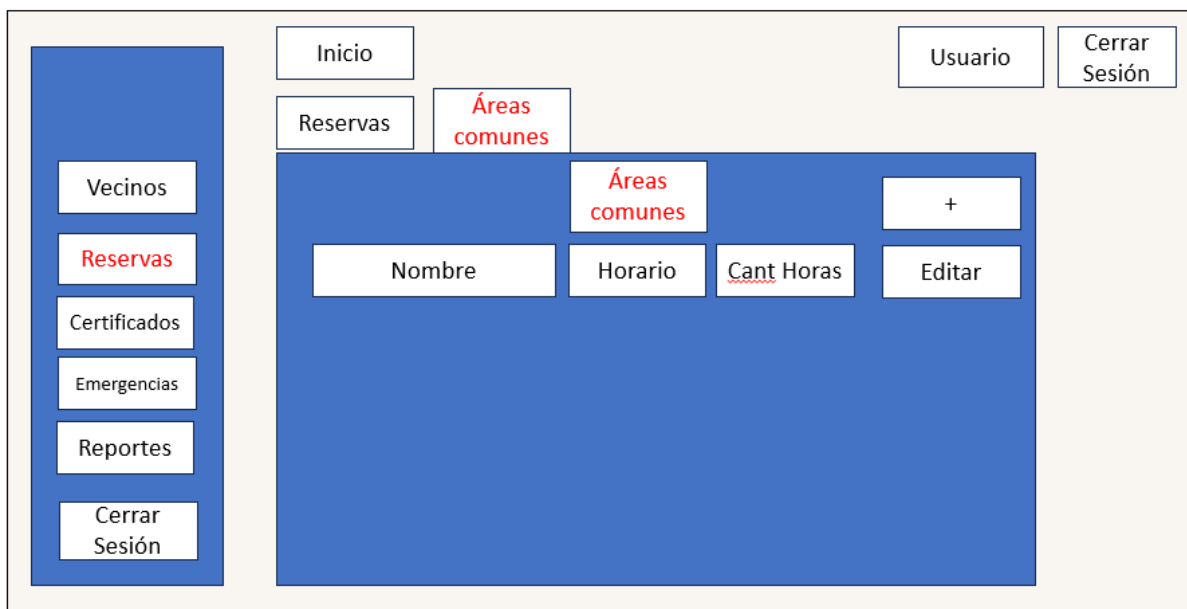 Inicio
Usuario
Cerrar
Sesión
Reservas
Áreas
comunes
Vecinos
Reservas
Certificados
Emergencias
Reportes
Cerrar
Sesión
Áreas
comunes
+
Nombre
Horario
Cant Horas
Editar